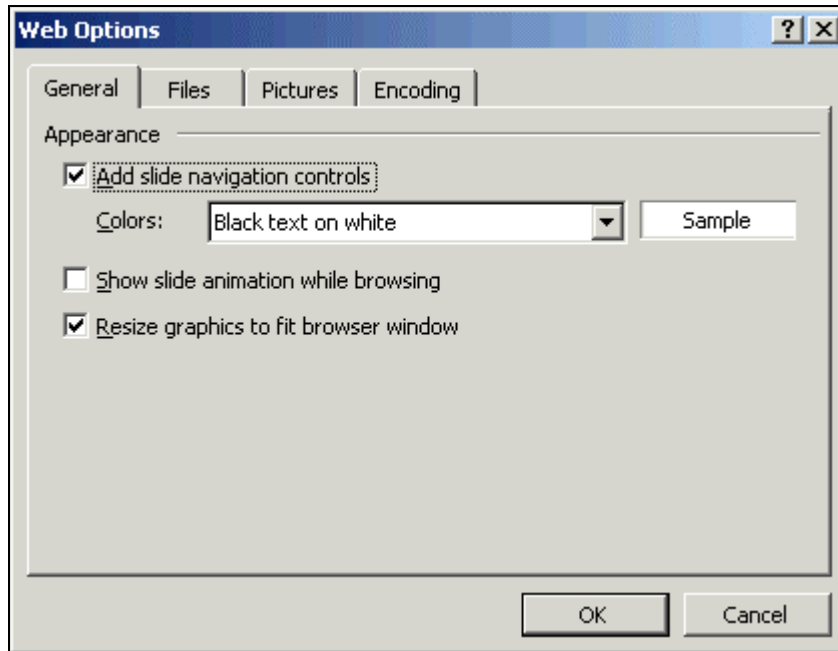 Web Options
General Files Pictures Encoding
Appearance
Add slide navigation controls
Colors: Black text on white Sample
Show slide animation while browsing
Resize graphics to fit browser window
OK Cancel